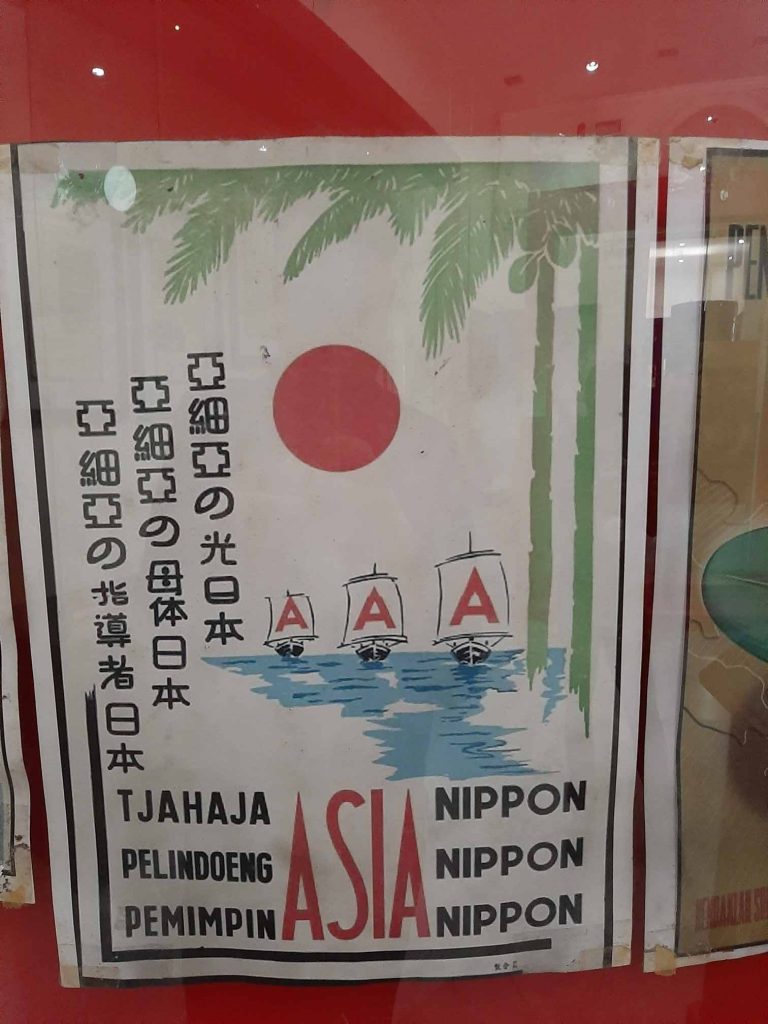 亞細亞の光日本
亞細亞の母体日本
亞細亞の指導者日本
A A A
TJAHAJA
PELINDOENG
PEMIMPIN
ASIA
NIPPON
NIPPON
NIPPON
PEN